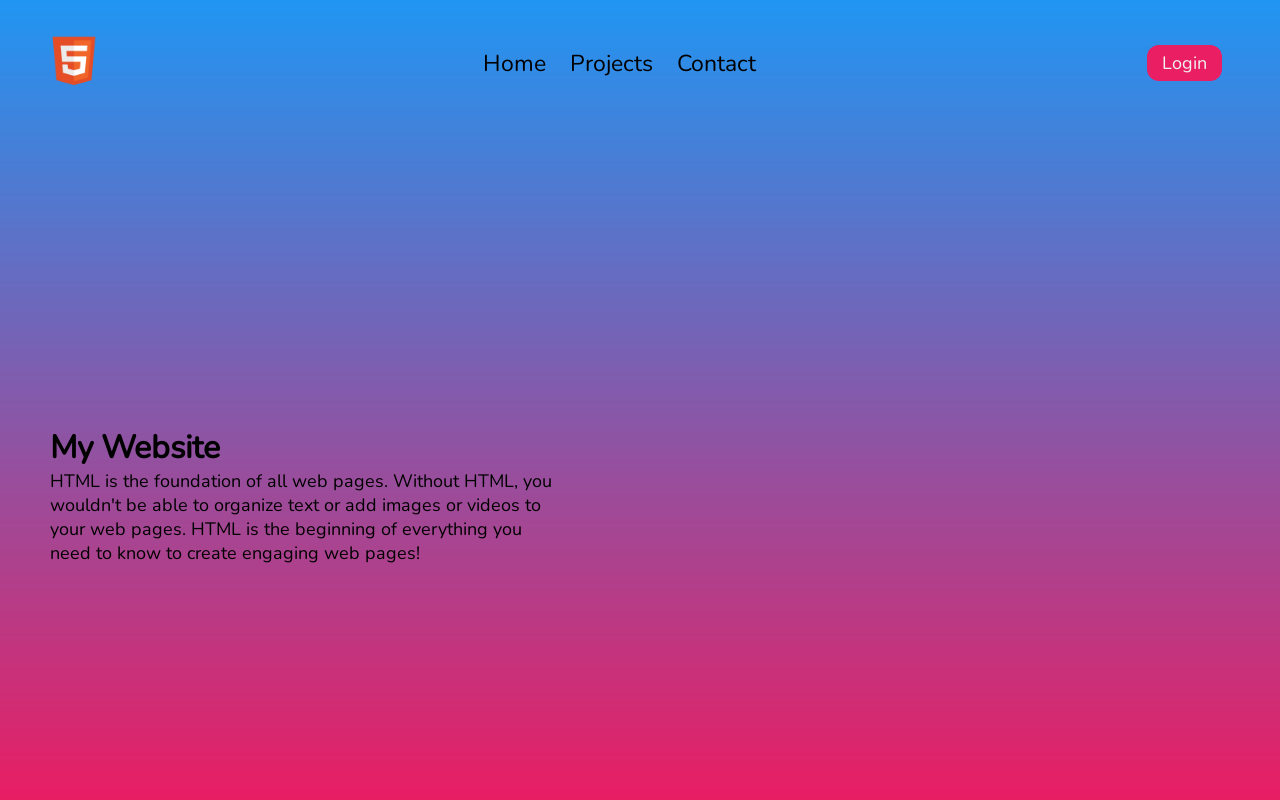 5
Home Projects Contact
Login
My Website
HTML is the foundation of all web pages. Without HTML, you
wouldn't be able to organize text or add images or videos to
your web pages. HTML is the beginning of everything you
need to know to create engaging web pages!